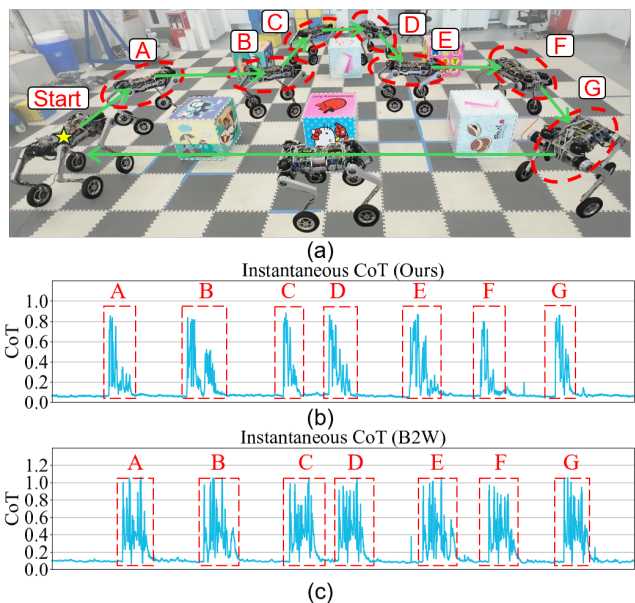 C
D
A
B
E
F
Start
G
(a)
Instantaneous CoT (Ours)
A B C D E F G
1.0
0.8
0.6
0.4
0.2
0.0
CoT
(b)
Instantaneous CoT (B2W)
A B C D E F G
1.2
1.0
0.8
0.6
0.4
0.2
0.0
CoT
(c)